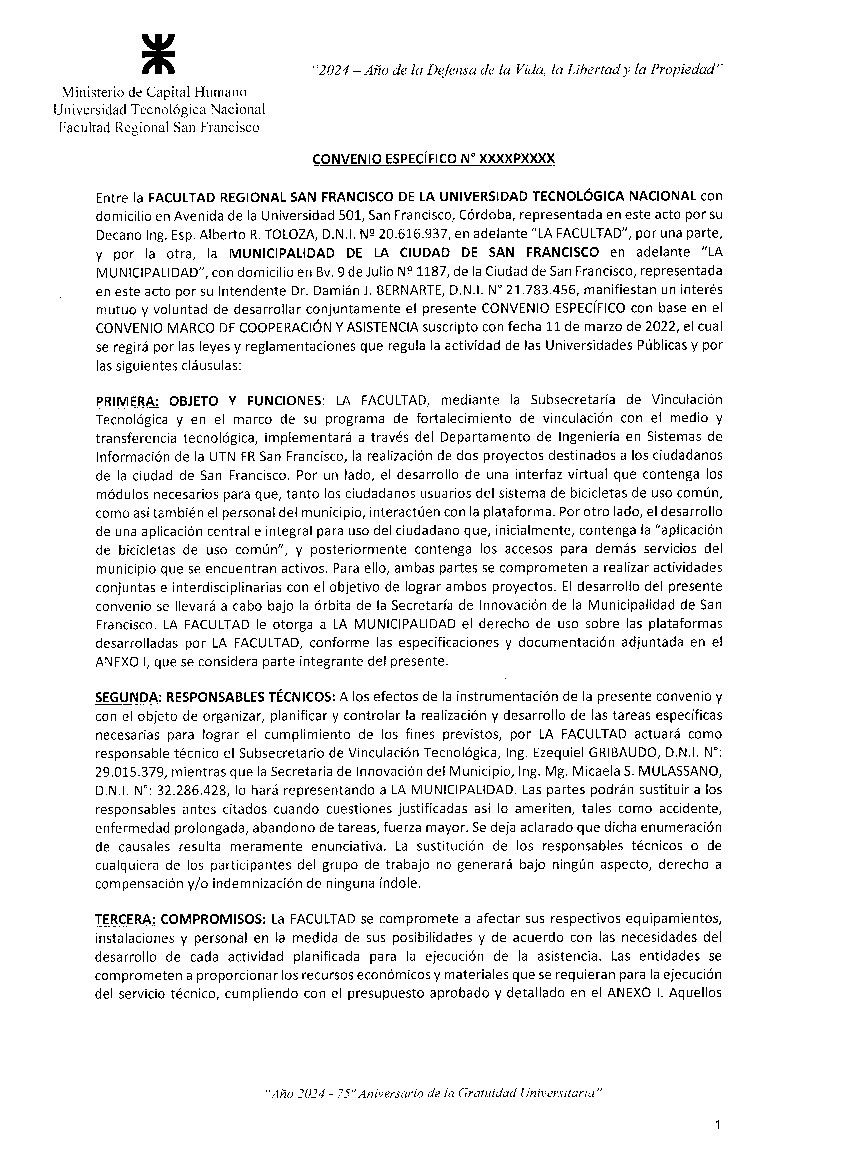 "2024 – Año de la Defensa de la Vida, la Libertad y la Propiedad"
Ministerio de Capital Humano
Universidad Tecnológica Nacional
Facultad Regional San Francisco
CONVENIO ESPECÍFICO N° XXXXPXXXX
Entre la FACULTAD REGIONAL SAN FRANCISCO DE LA UNIVERSIDAD TECNOLÓGICA NACIONAL con
domicilio en Avenida de la Universidad 501, San Francisco, Córdoba, representada en este acto por su
Decano Ing. Esp. Alberto R. TOLOZA, D.N.I. Nº 20.616.937, en adelante "LA FACULTAD", por una parte,
y por la otra, la MUNICIPALIDAD DE LA CIUDAD DE SAN FRANCISCO en adelante "LA
MUNICIPALIDAD", con domicilio en Bv. 9 de Julio Nº 1187, de la Ciudad de San Francisco, representada
en este acto por su Intendente Dr. Damián J. BERNARTE, D.N.I. N° 21.783.456, manifiestan un interés
mutuo y voluntad de desarrollar conjuntamente el presente CONVENIO ESPECÍFICO con base en el
CONVENIO MARCO DE COOPERACIÓN Y ASISTENCIA suscripto con fecha 11 de marzo de 2022, el cual
se regirá por las leyes y reglamentaciones que regula la actividad de las Universidades Públicas y por
las siguientes cláusulas:
PRIMERA: OBJETO Y FUNCIONES: LA FACULTAD, mediante la Subsecretaría de Vinculación
Tecnológica y en el marco de su programa de fortalecimiento de vinculación con el medio y
transferencia tecnológica, implementará a través del Departamento de Ingeniería en Sistemas de
Información de la UTN FR San Francisco, la realización de dos proyectos destinados a los ciudadanos
de la ciudad de San Francisco. Por un lado, el desarrollo de una interfaz virtual que contenga los
módulos necesarios para que, tanto los ciudadanos usuarios del sistema de bicicletas de uso común,
como así también el personal del municipio, interactúen con la plataforma. Por otro lado, el desarrollo
de una aplicación central e integral para uso del ciudadano que, inicialmente, contenga la "aplicación
de bicicletas de uso común", y posteriormente contenga los accesos para demás servicios del
municipio que se encuentran activos. Para ello, ambas partes se comprometen a realizar actividades
conjuntas e interdisciplinarias con el objetivo de lograr ambos proyectos. El desarrollo del presente
convenio se llevará a cabo bajo la órbita de la Secretaría de Innovación de la Municipalidad de San
Francisco. LA FACULTAD le otorga a LA MUNICIPALIDAD el derecho de uso sobre las plataformas
desarrolladas por LA FACULTAD, conforme las especificaciones y documentación adjuntada en el
ANEXO I, que se considera parte integrante del presente.
SEGUNDA: RESPONSABLES TÉCNICOS: A los efectos de la instrumentación de la presente convenio y
con el objeto de organizar, planificar y controlar la realización y desarrollo de las tareas específicas
necesarias para lograr el cumplimiento de los fines previstos, por LA FACULTAD actuará como
responsable técnico el Subsecretario de Vinculación Tecnológica, Ing. Ezequiel GRIBAUDO, D.N.I. N°:
29.015.379, mientras que la Secretaria de Innovación del Municipio, Ing. Mg. Micaela S. MULASSANO,
D.N.I. N°: 32.286.428, lo hará representando a LA MUNICIPALIDAD. Las partes podrán sustituir a los
responsables antes citados cuando cuestiones justificadas asi lo ameriten, tales como accidente,
enfermedad prolongada, abandono de tareas, fuerza mayor. Se deja aclarado que dicha enumeración
de causales resulta meramente enunciativa. La sustitución de los responsables técnicos o de
cualquiera de los participantes del grupo de trabajo no generará bajo ningún aspecto, derecho a
compensación y/o indemnización de ninguna índole.
TERCERA: COMPROMISOS: La FACULTAD se compromete a afectar sus respectivos equipamientos,
instalaciones y personal en la medida de sus posibilidades y de acuerdo con las necesidades del
desarrollo de cada actividad planificada para la ejecución de la asistencia. Las entidades se
comprometen a proporcionar los recursos económicos y materiales que se requieran para la ejecución
del servicio técnico, cumpliendo con el presupuesto aprobado y detallado en el ANEXO I. Aquellos
"Año 2024 - 75° Aniversario de la Gratuidad Universitaria"
1